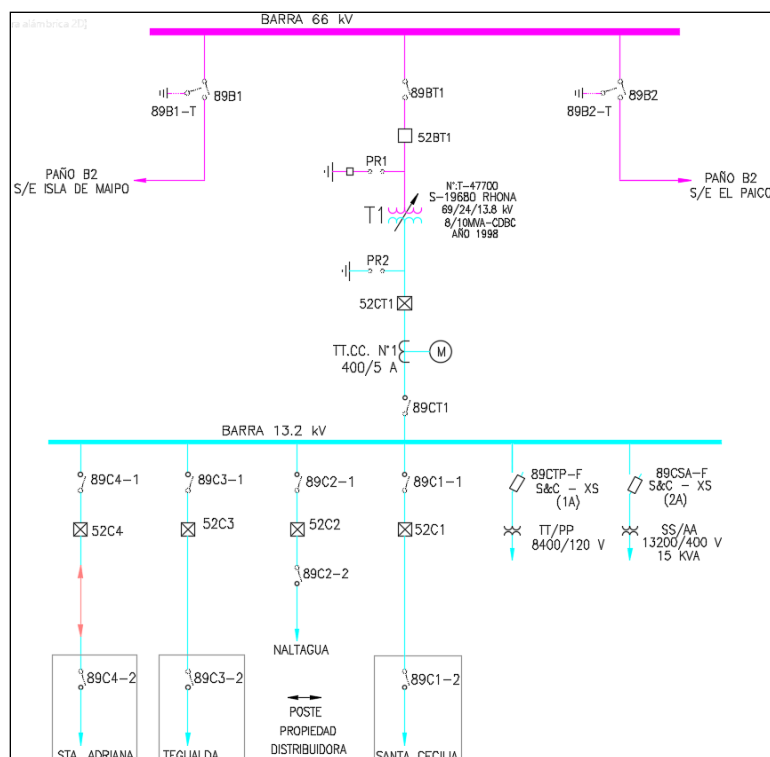 BARRA 66 kV
ra alámbrica 2D]
89B1
89B1-T
89BT1
89B2
89B2-T
52BT1
PR1
PAÑO B2
S/E ISLA DE MAIPO
PAÑO B2
S/E EL PAICO
T1
N°:T-47700
S-19680 RHONA
69/24/13.8 kV
8/10MVA-CDBC
AÑO 1998
PR2
52CT1
TT.CC. N°1
400/5 A
M
89CT1
BARRA 13.2 kV
89C4-1
89C3-1
89C2-1
89C1-1
89CTP-F
S&C - XS
(1A)
89CSA-F
S&C - XS
(2A)
52C4
52C3
52C2
52C1
TT/PP
8400/120 V
SS/AA
13200/400 V
15 KVA
89C2-2
NALTAGUA
89C4-2
89C3-2
89C1-2
POSTE
PROPIEDAD
DISTRIBUIDORA
STA. ADRIANA
TEGUALDA
SANTA CECILIA